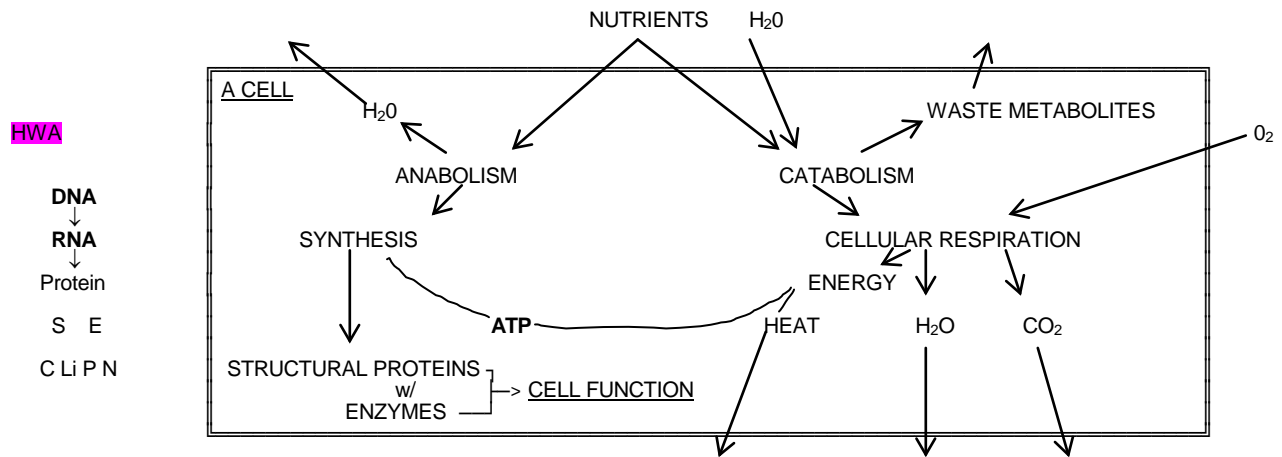 NUTRIENTS H₂0
A CELL
H₂0
WASTE METABOLITES
HWA
0₂
ANABOLISM
CATABOLISM
DNA
↓
RNA
↓
Protein
S E
C Li P N
SYNTHESIS
CELLULAR RESPIRATION
ENERGY
ATP
HEAT
H₂O
CO₂
STRUCTURAL PROTEINS
w/
ENZYMES
> CELL FUNCTION